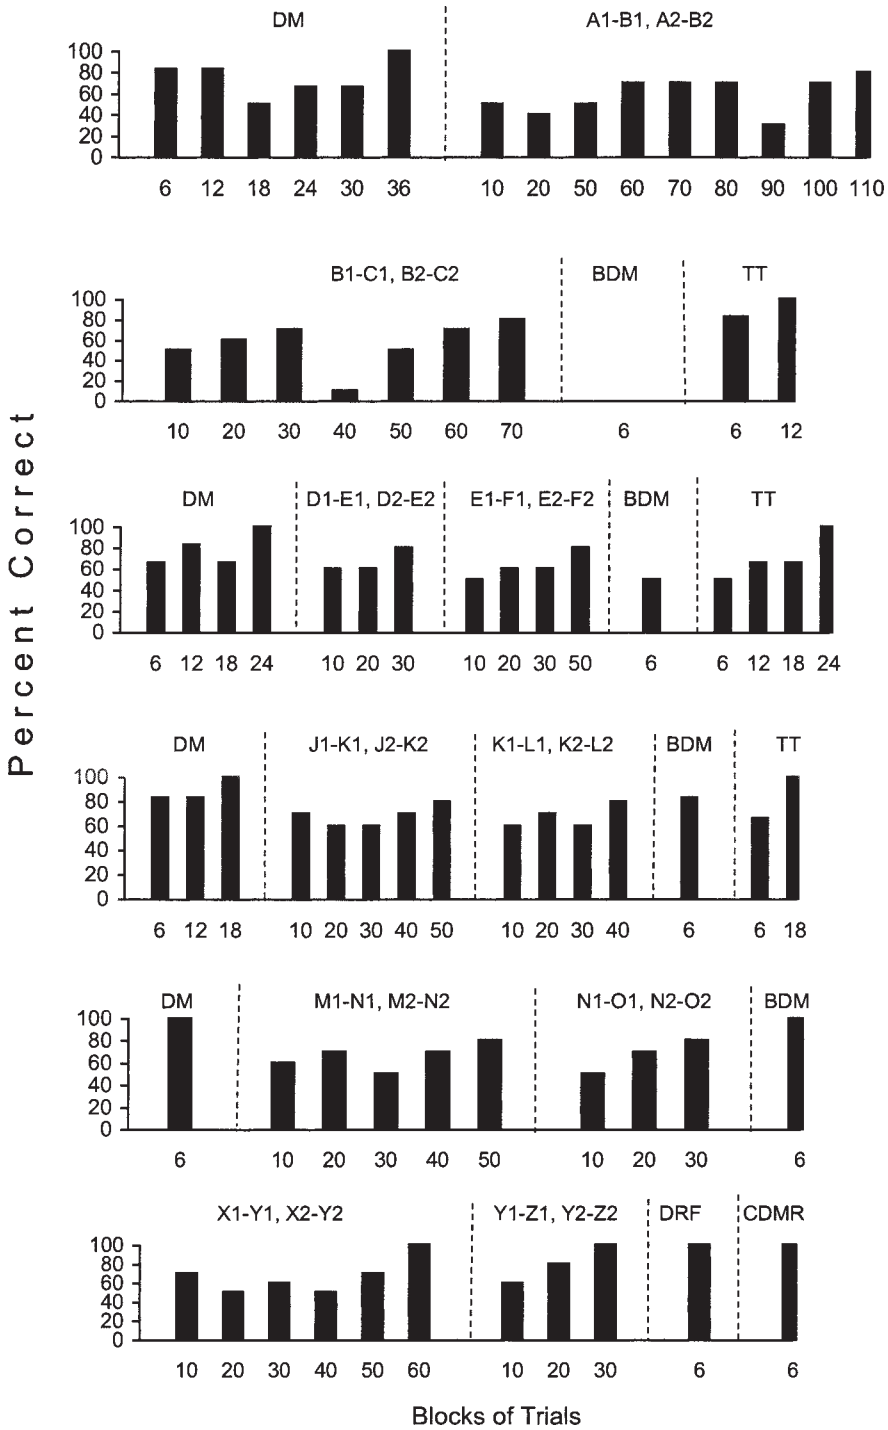 DM A1-B1, A2-B2
100
80
60
40
20
0
6 12 18 24 30 36 10 20 50 60 70 80 90 100 110
B1-C1, B2-C2 BDM TT
100
80
60
40
20
0
10 20 30 40 50 60 70 6 6 12
Percent Correct
DM D1-E1, D2-E2 E1-F1, E2-F2 BDM TT
100
80
60
40
20
0
6 12 18 24 10 20 30 10 20 30 50 6 6 12 18 24
DM J1-K1, J2-K2 K1-L1, K2-L2 BDM TT
100
80
60
40
20
0
6 12 18 10 20 30 40 50 10 20 30 40 6 6 18
DM M1-N1, M2-N2 N1-O1, N2-O2 BDM
100
80
60
40
20
0
6 10 20 30 40 50 10 20 30 6
X1-Y1, X2-Y2 Y1-Z1, Y2-Z2 DRF CDMR
100
80
60
40
20
0
10 20 30 40 50 60 10 20 30 6 6
Blocks of Trials